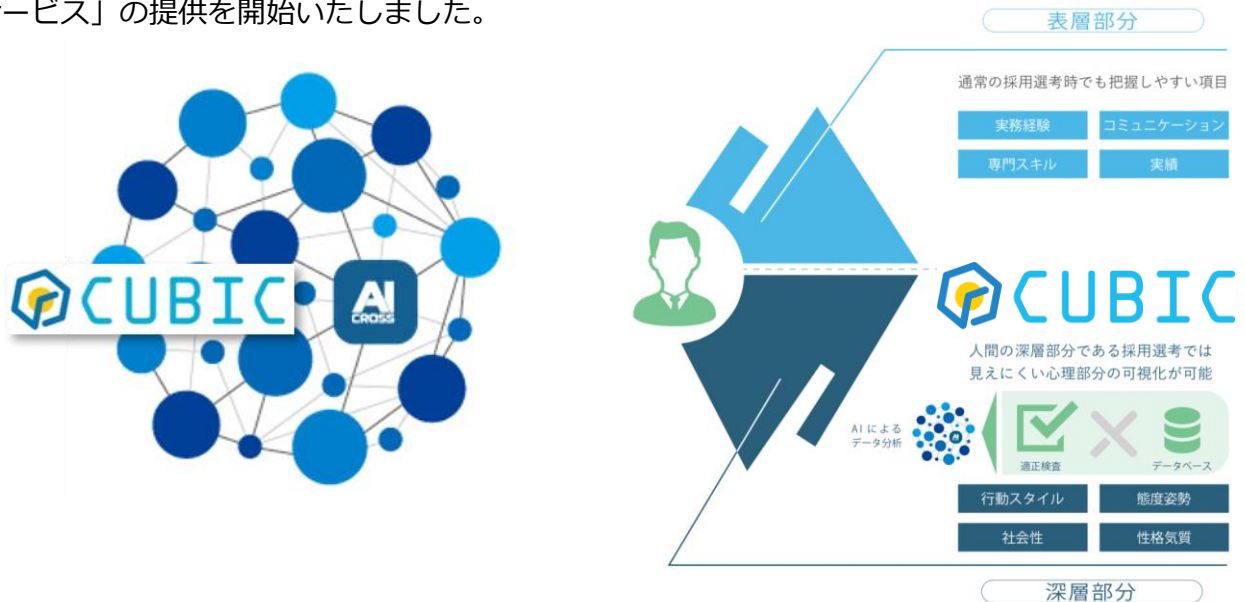 ービス」の提供を開始いたしました。
CUBIC
AI
CROSS
表層部分
通常の採用選考時でも把握しやすい項目
実務経験
コミュニケーション
専門スキル
実績
CUBIC
人間の深層部分である採用選考では
見えにくい心理部分の可視化が可能
AIによる
データ分析
AI
適正検査
データベース
行動スタイル
態度姿勢
社会性
性格気質
深層部分